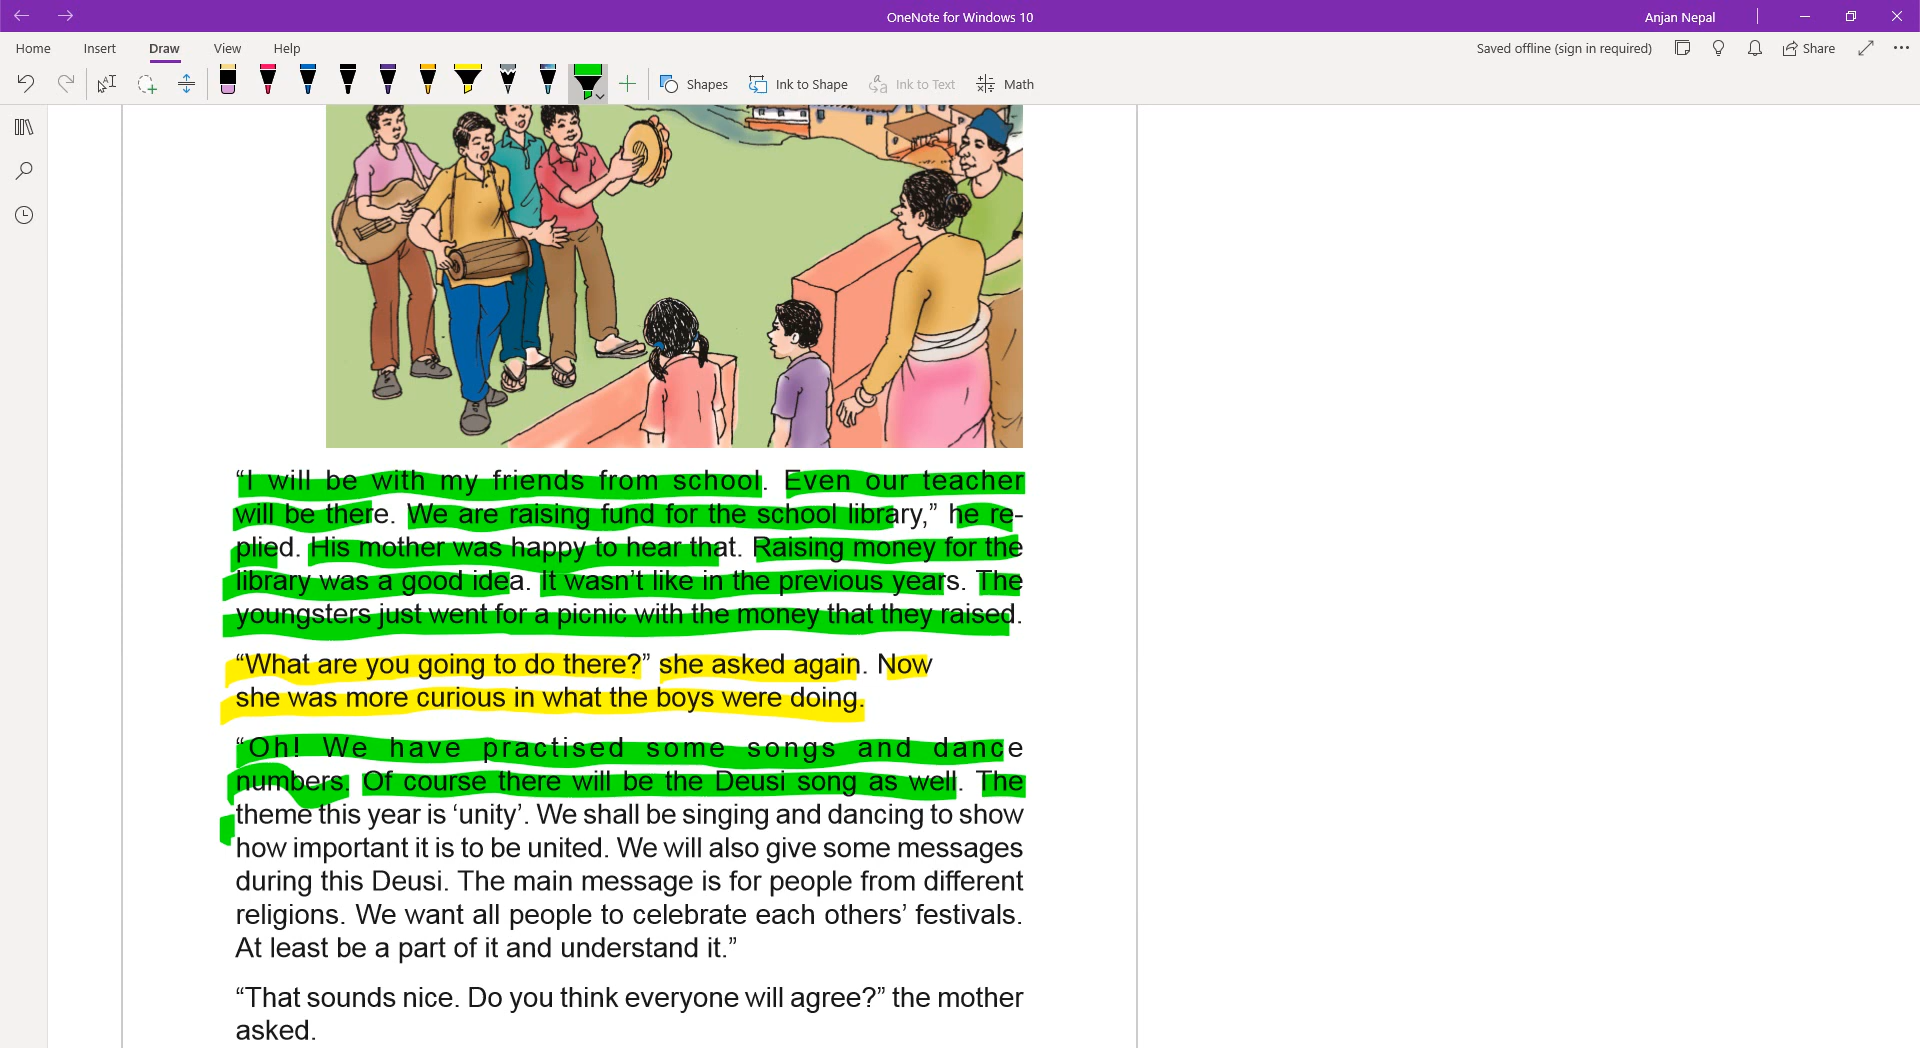 OneNote for Windows 10
Anjan Nepal
Home Insert Draw View Help
Saved offline (sign in required)
Share
Shapes
Ink to Shape
Ink to Text
Math
“I will be with my friends from school. Even our teacher
will be there. We are raising fund for the school library,” he re-
plied. His mother was happy to hear that. Raising money for the
library was a good idea. It wasn’t like in the previous years. The
youngsters just went for a picnic with the money that they raised.
“What are you going to do there?” she asked again. Now
she was more curious in what the boys were doing.
“Oh! We have practised some songs and dance
numbers. Of course there will be the Deusi song as well. The
theme this year is ‘unity’. We shall be singing and dancing to show
how important it is to be united. We will also give some messages
during this Deusi. The main message is for people from different
religions. We want all people to celebrate each others’ festivals.
At least be a part of it and understand it.”
“That sounds nice. Do you think everyone will agree?” the mother
asked.